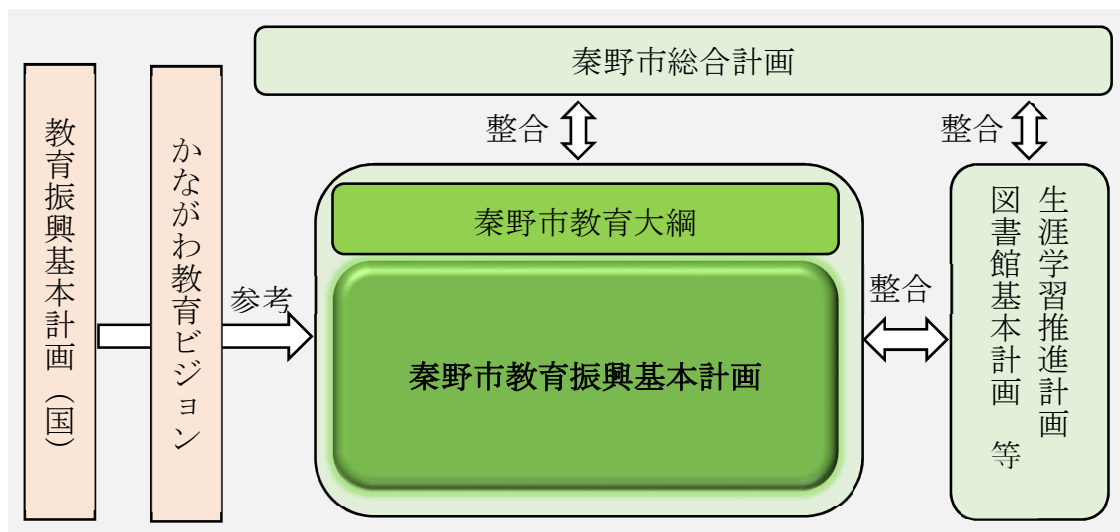 秦野市総合計画
整合
整合
教育振興基本計画（国）
かながわ教育ビジョン
参考
秦野市教育大綱
秦野市教育振興基本計画
整合
生涯学習推進計画
図書館基本計画 等